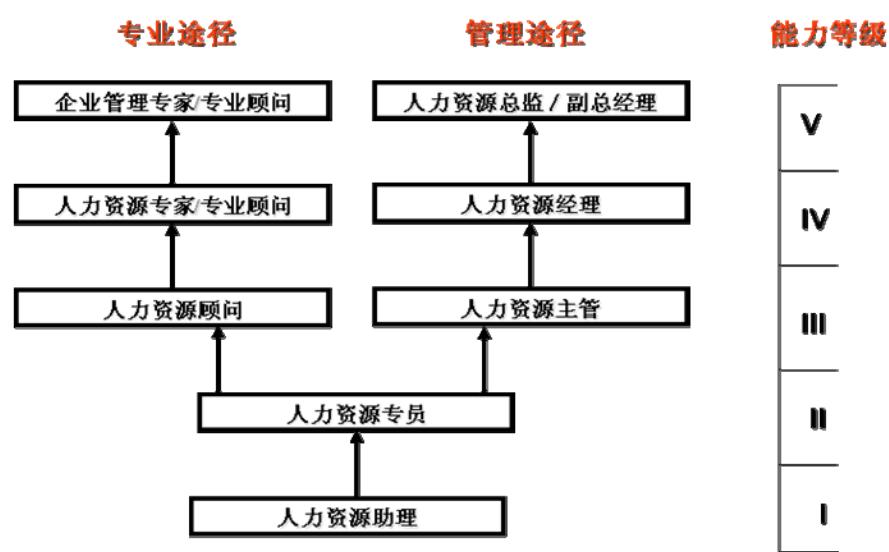 专业途径 管理途径 能力等级
企业管理专家/专业顾问 人力资源总监 / 副总经理 V
人力资源专家/专业顾问 人力资源经理 IV
人力资源顾问 人力资源主管 III
人力资源专员 II
人力资源助理 I